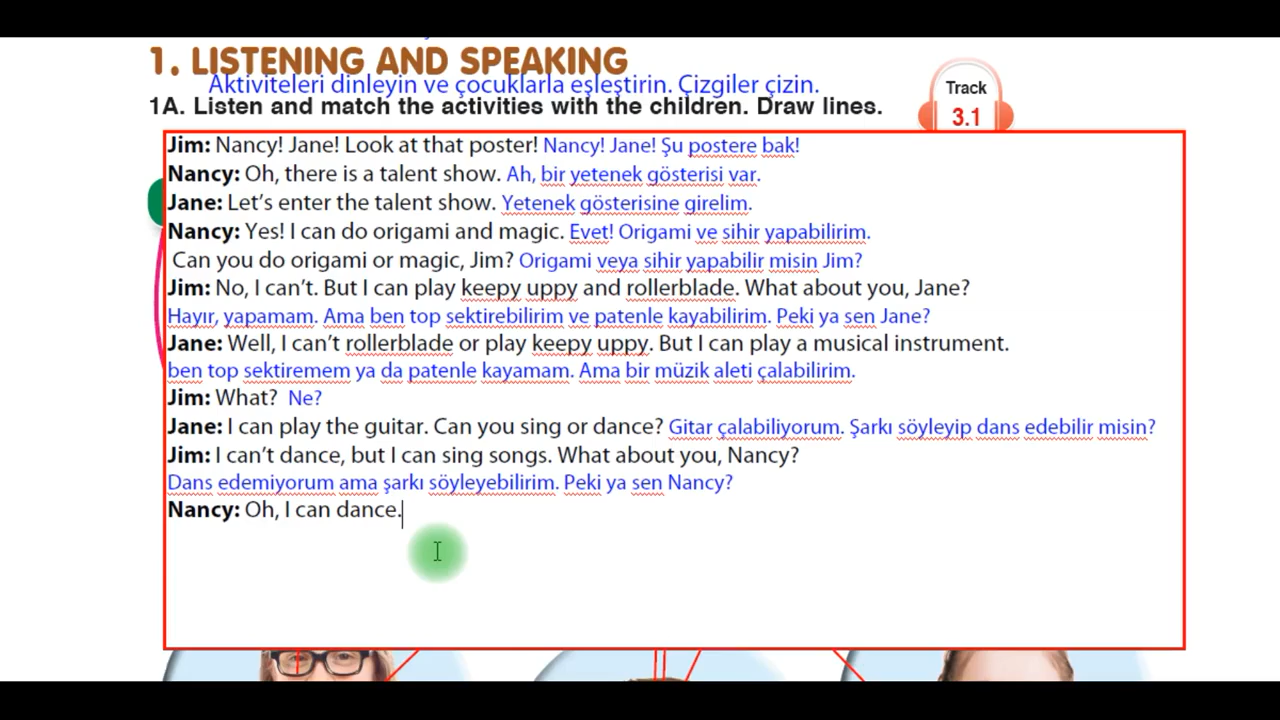 1. LISTENING AND SPEAKING
Aktiviteleri dinleyin ve çocuklarla eşleştirin. Çizgiler çizin.
Track
1A. Listen and match the activities with the children. Draw lines.
3.1
Jim: Nancy! Jane! Look at that poster! Nancy! Jane! Şu postere bak!
Nancy: Oh, there is a talent show. Ah, bir yetenek gösterisi var.
Jane: Let's enter the talent show. Yetenek gösterisine girelim.
Nancy: Yes! I can do origami and magic. Evet! Origami ve sihir yapabilirim.
Can you do origami or magic, Jim? Origami veya sihir yapabilir misin Jim?
Jim: No, I can't. But I can play keepy uppy and rollerblade. What about you, Jane?
Hayır, yapamam. Ama ben top sektirebilirim ve patenle kayabilirim. Peki ya sen Jane?
Jane: Well, I can't rollerblade or play keepy uppy. But I can play a musical instrument.
ben top sektiremem ya da patenle kayamam. Ama bir müzik aleti çalabilirim.
Jim: What? Ne?
Jane: I can play the guitar. Can you sing or dance? Gitar çalabiliyorum. Şarkı söyleyip dans edebilir misin?
Jim: I can't dance, but I can sing songs. What about you, Nancy?
Dans edemiyorum ama şarkı söyleyebilirim. Peki ya sen Nancy?
Nancy: Oh, I can dance.